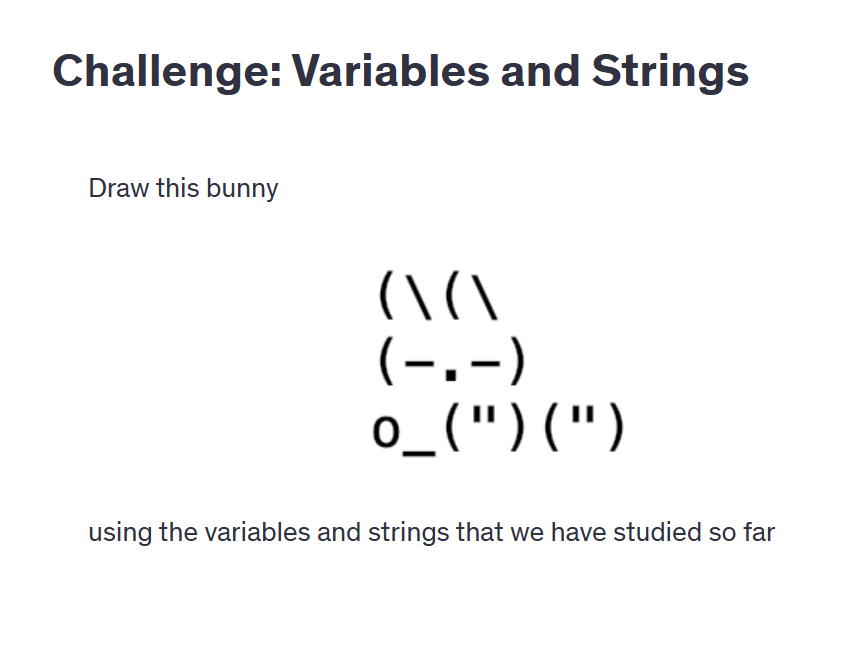 Challenge: Variables and Strings
Draw this bunny
(\(\
(-.-)
o_(")(")
using the variables and strings that we have studied so far